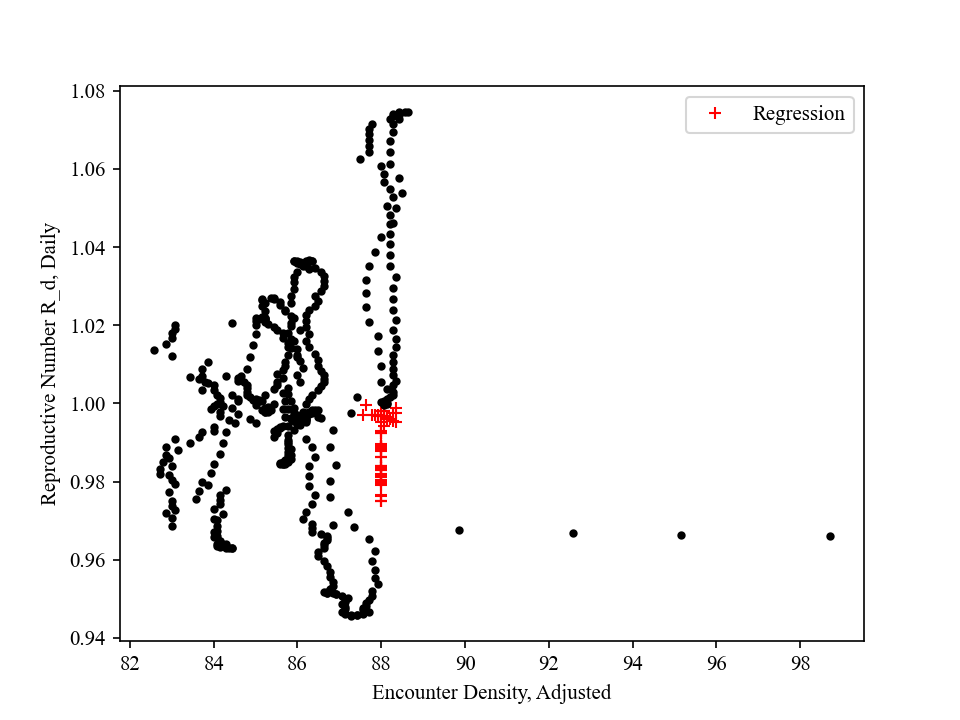 Regression
1.08
1.06
1.04
1.02
1.00
0.98
0.96
0.94
Reproductive Number R_d, Daily
82 84 86 88 90 92 94 96 98
Encounter Density, Adjusted